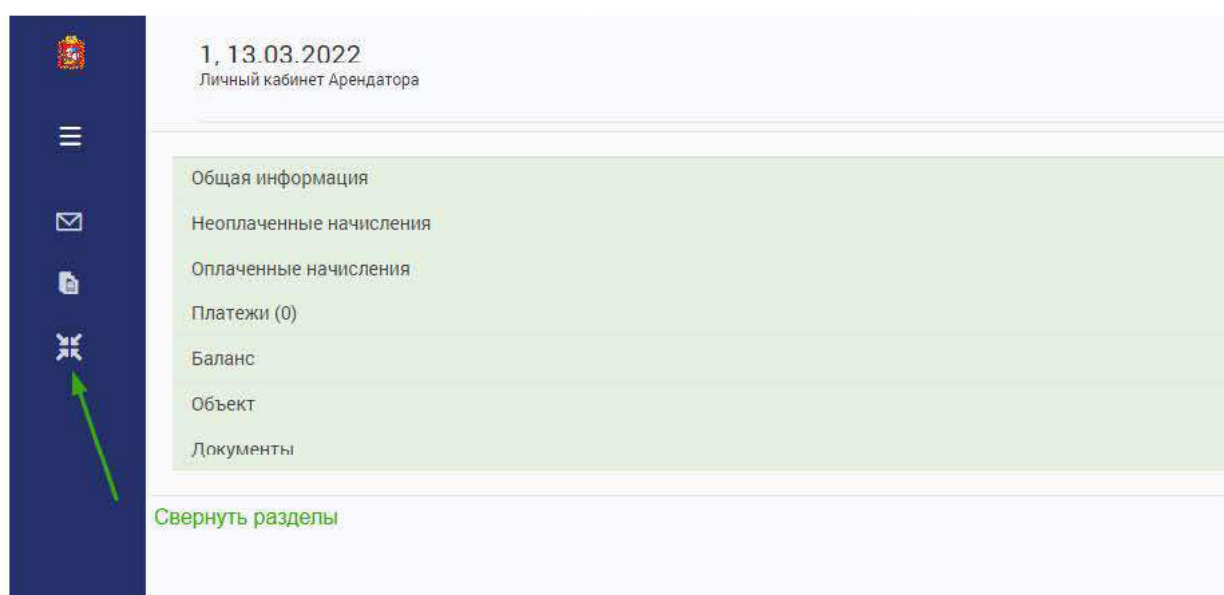 1, 13.03.2022
Личный кабинет Арендатора
Общая информация
Неоплаченные начисления
Оплаченные начисления
Платежи (0)
Баланс
Объект
Документы
Свернуть разделы